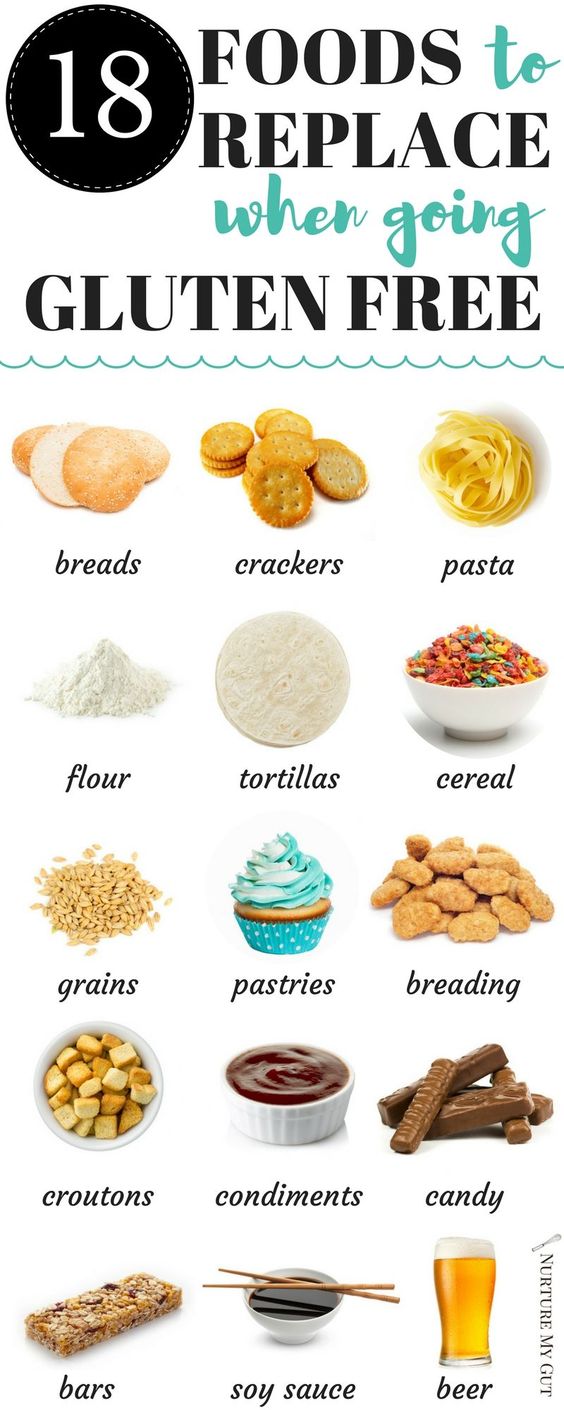 18
FOODS to
REPLACE
when going
GLUTEN FREE
breads
crackers
pasta
flour
tortillas
cereal
grains
pastries
breading
croutons
condiments
candy
bars
soy sauce
beer
NURTURE MY GUT